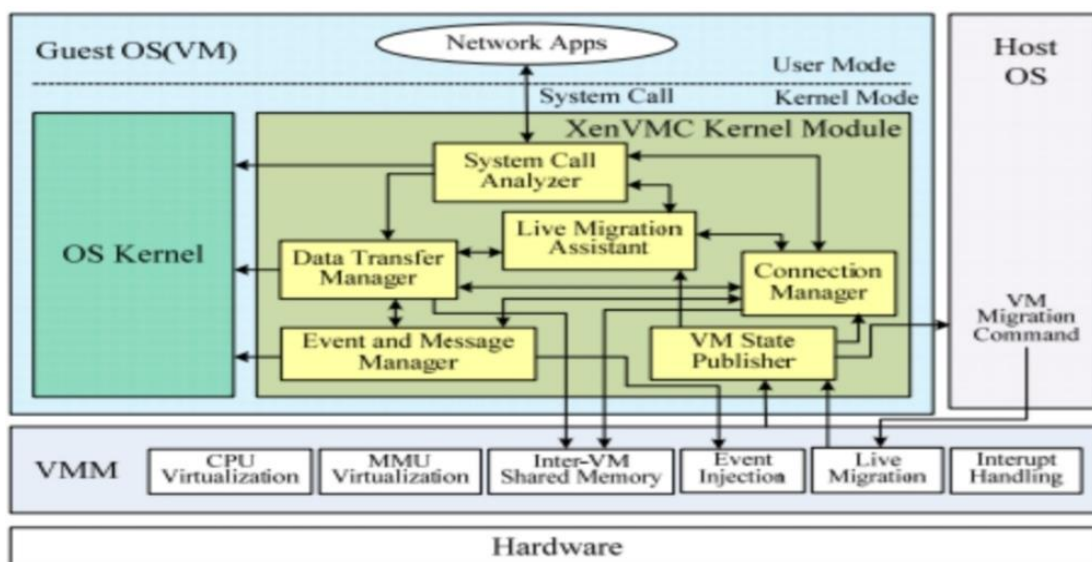 Guest OS(VM)
Network Apps
User Mode
System Call
Kernel Mode
Host
OS
XenVMC Kernel Module
System Call
Analyzer
Live Migration
Assistant
OS Kernel
Data Transfer
Manager
Connection
Manager
Event and Message
Manager
VM State
Publisher
VM
Migration
Command
VMM
CPU
Virtualization
MMU
Virtualization
Inter-VM
Shared Memory
Event
Injection
Live
Migration
Interupt
Handling
Hardware